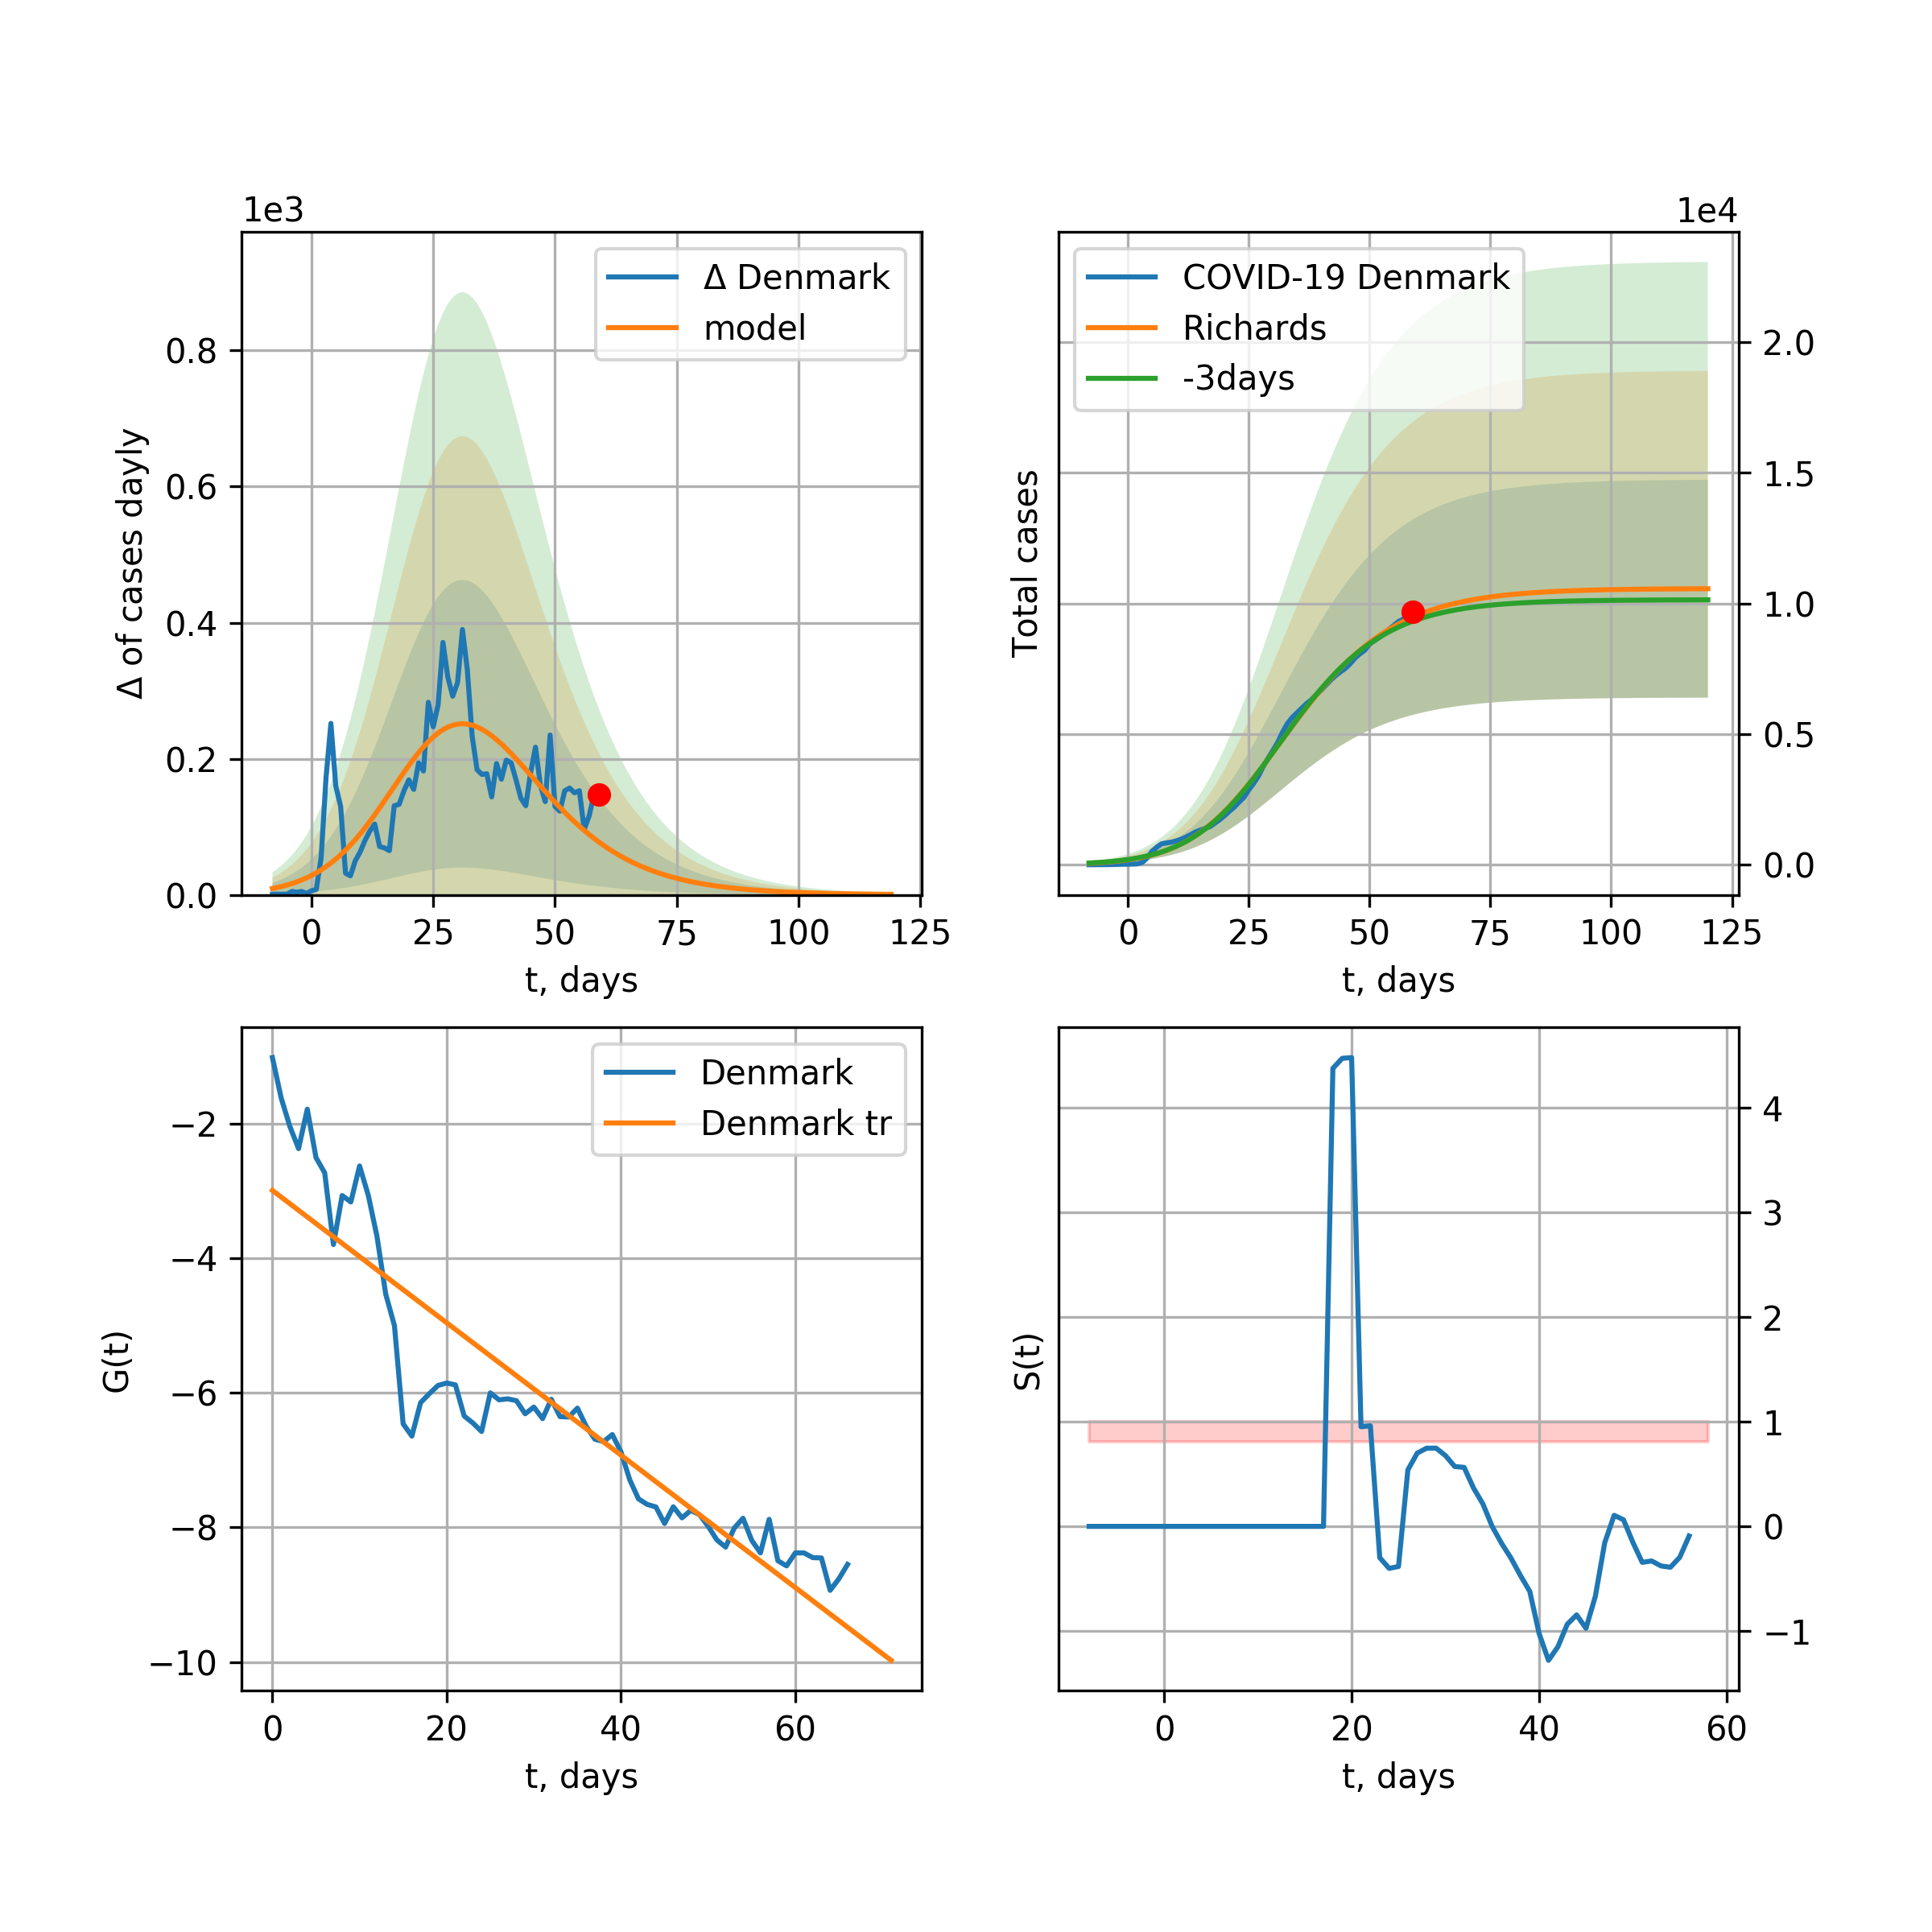 1e3
Δ Denmark
model
0.8
0.6
0.4
0.2
0.0
Δ of cases dayly
0 25 50 75 100 125
t, days
1e4
COVID-19 Denmark
Richards
-3days
2.0
1.5
1.0
0.5
0.0
Total cases
0 25 50 75 100 125
t, days
Denmark
Denmark tr
−2
−4
−6
−8
−10
G(t)
0 20 40 60
t, days
4
3
2
1
0
−1
S(t)
0 20 40 60
t, days